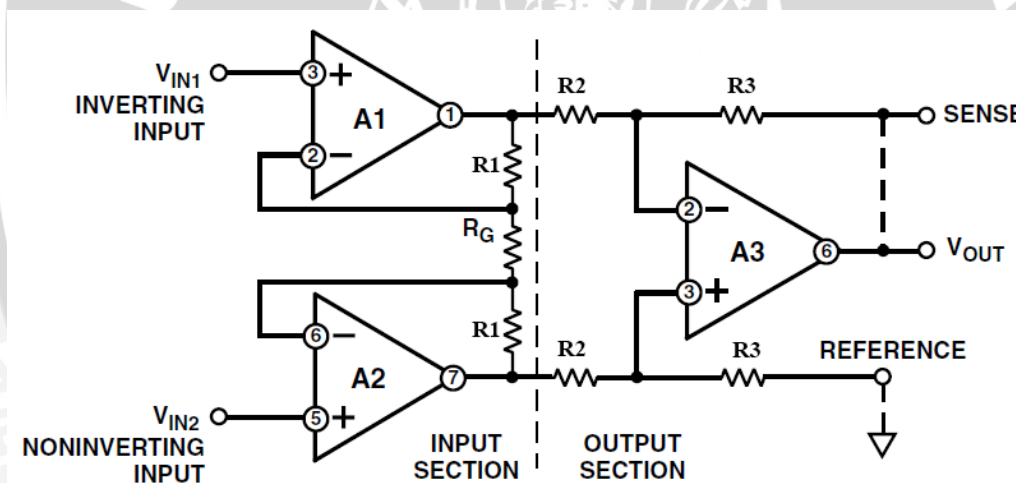 V_IN1
INVERTING
INPUT
3
+
A1
1
2
−
R1
R_G
R1
6
−
A2
7
V_IN2
5
+
NONINVERTING
INPUT
INPUT
SECTION
R2
R3
SENSE
2
−
A3
6
V_OUT
3
+
R2
R3
REFERENCE
OUTPUT
SECTION